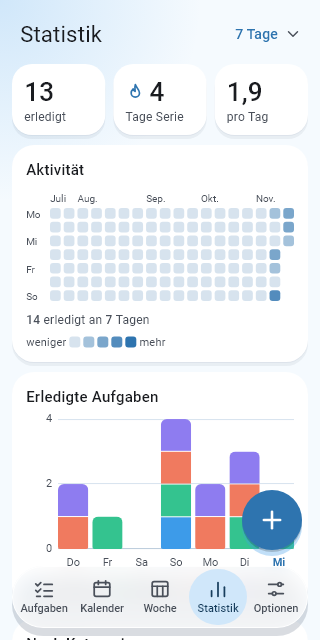 Statistik
7 Tage
13
erledigt
4
Tage Serie
1,9
pro Tag
Aktivität
Juli Aug. Sep. Okt. Nov.
Mo
Mi
Fr
So
14 erledigt an 7 Tagen
weniger mehr
Erledigte Aufgaben
4
2
0
Do Fr Sa So Mo Di Mi
Aufgaben Kalender Woche Statistik Optionen